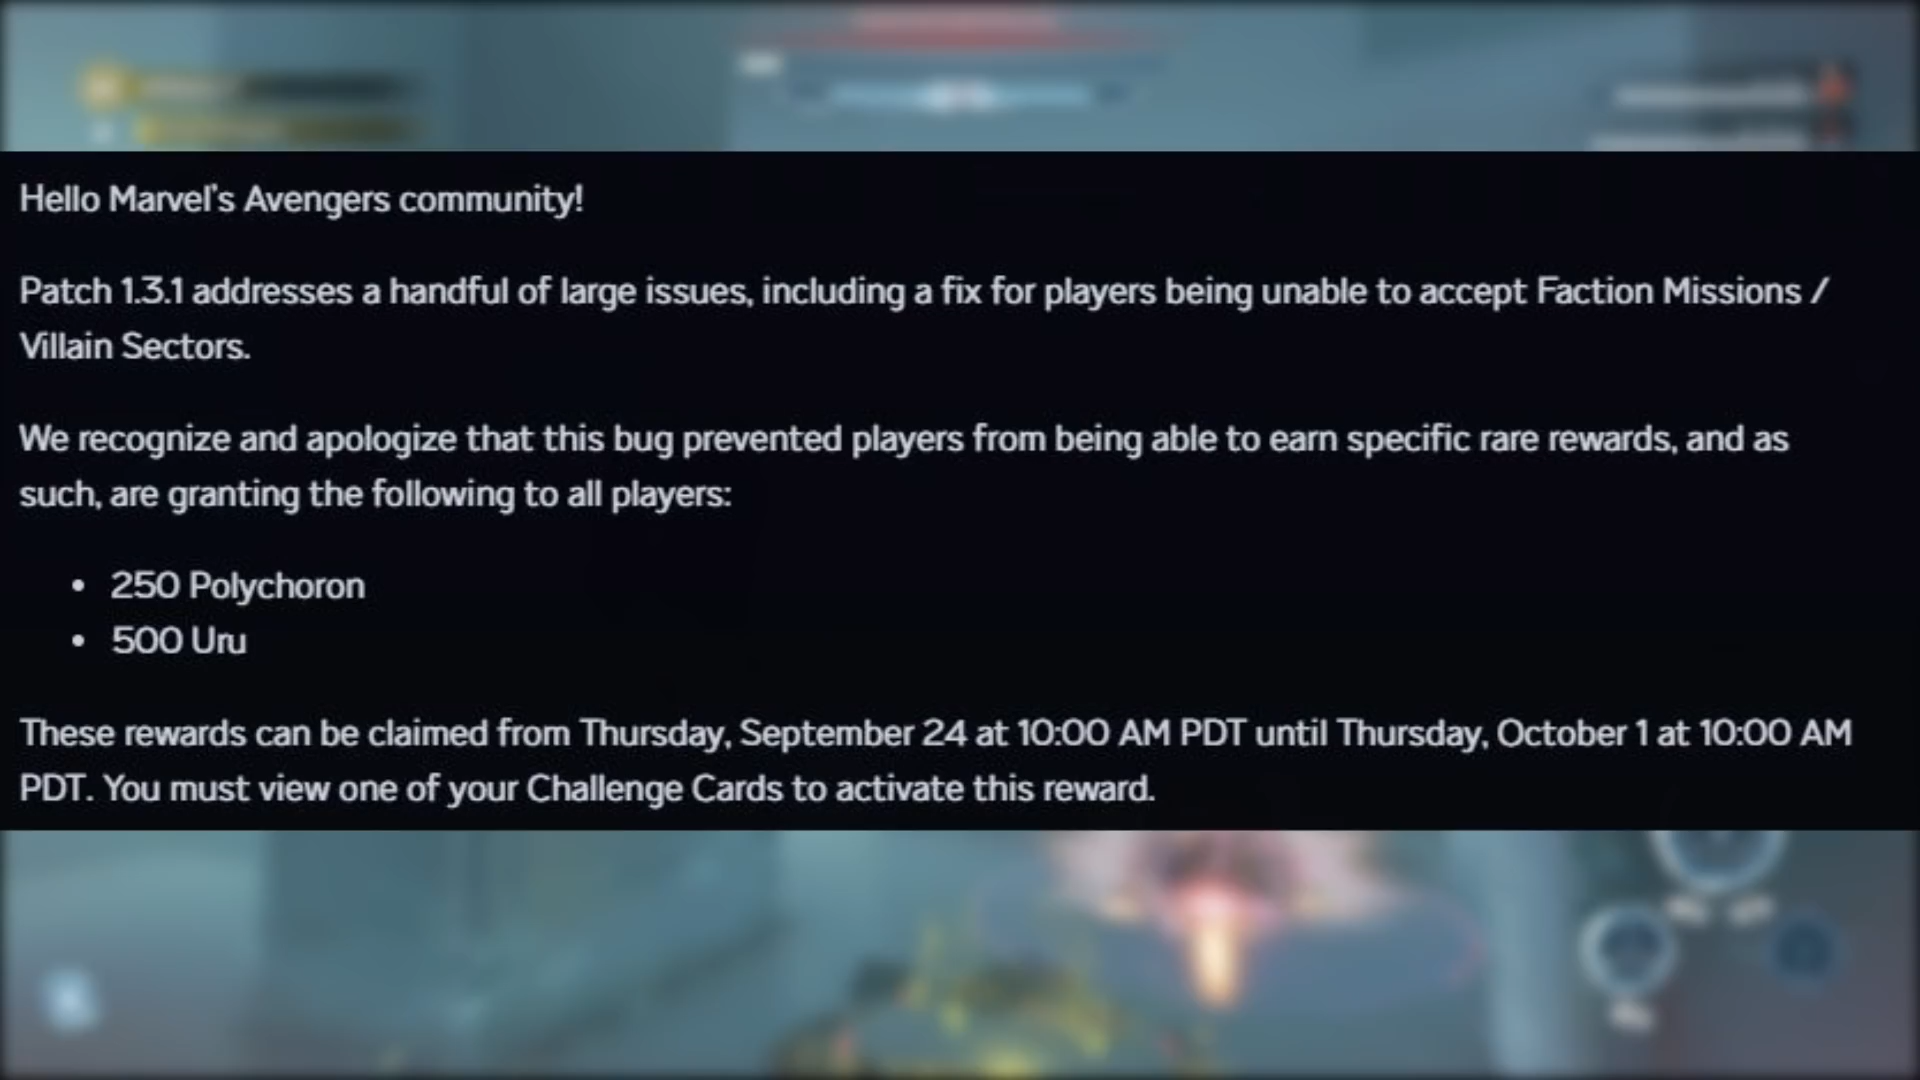 Hello Marvel's Avengers community!
Patch 1.3.1 addresses a handful of large issues, including a fix for players being unable to accept Faction Missions /
Villain Sectors.
We recognize and apologize that this bug prevented players from being able to earn specific rare rewards, and as
such, are granting the following to all players:
• 250 Polychoron
• 500 Uru
These rewards can be claimed from Thursday, September 24 at 10:00 AM PDT until Thursday, October 1 at 10:00 AM
PDT. You must view one of your Challenge Cards to activate this reward.